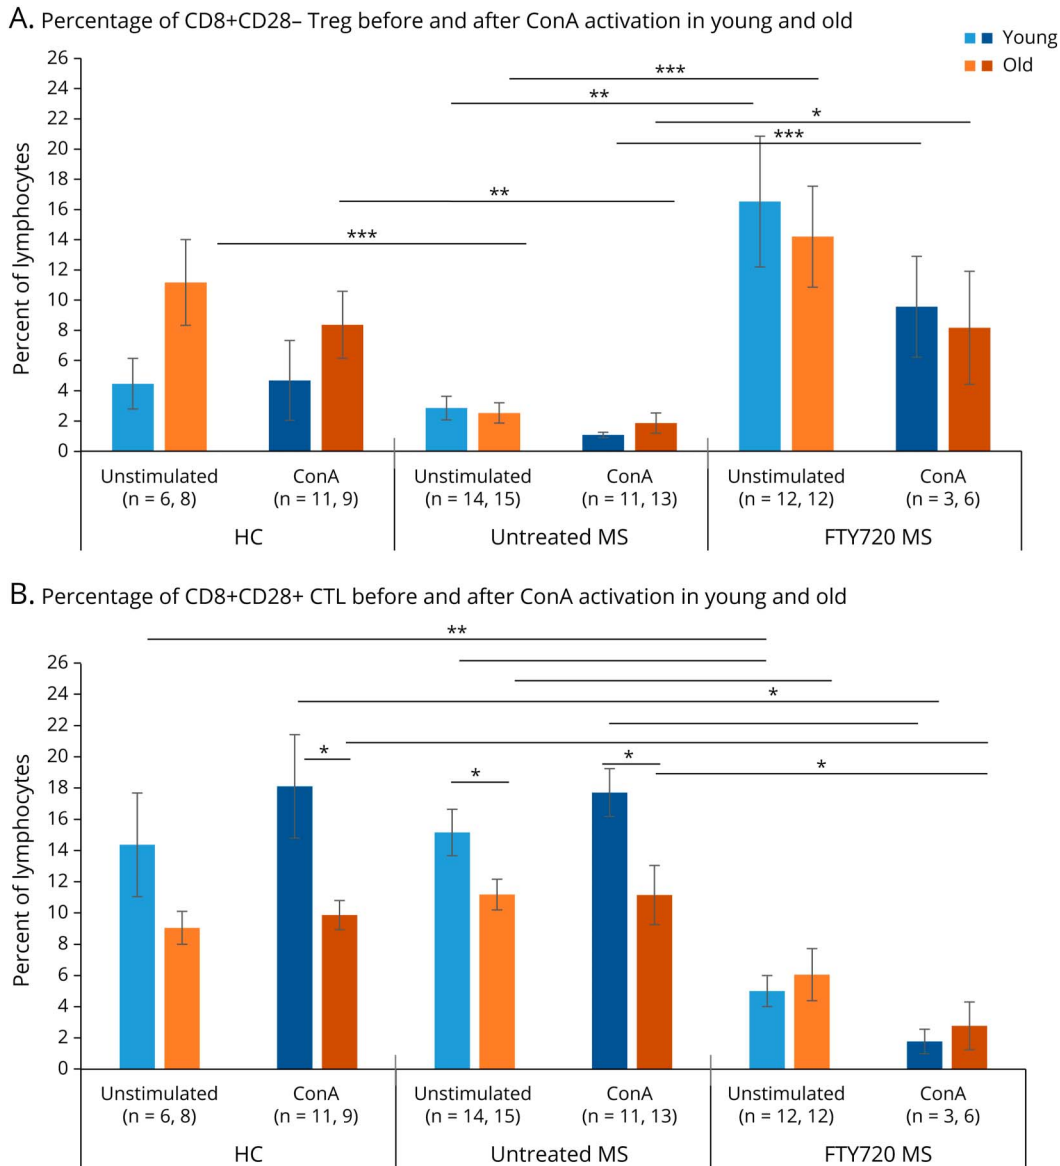 A. Percentage of CD8+CD28– Treg before and after ConA activation in young and old
Young
Old
Percent of lymphocytes
26
24
22
20
18
16
14
12
10
8
6
4
2
0
***
**
*
***
**
***
Unstimulated
(n = 6, 8)
ConA
(n = 11, 9)
Unstimulated
(n = 14, 15)
ConA
(n = 11, 13)
Unstimulated
(n = 12, 12)
ConA
(n = 3, 6)
HC
Untreated MS
FTY720 MS
B. Percentage of CD8+CD28+ CTL before and after ConA activation in young and old
Percent of lymphocytes
26
24
22
20
18
16
14
12
10
8
6
4
2
0
**
*
*
*
*
*
Unstimulated
(n = 6, 8)
ConA
(n = 11, 9)
Unstimulated
(n = 14, 15)
ConA
(n = 11, 13)
Unstimulated
(n = 12, 12)
ConA
(n = 3, 6)
HC
Untreated MS
FTY720 MS